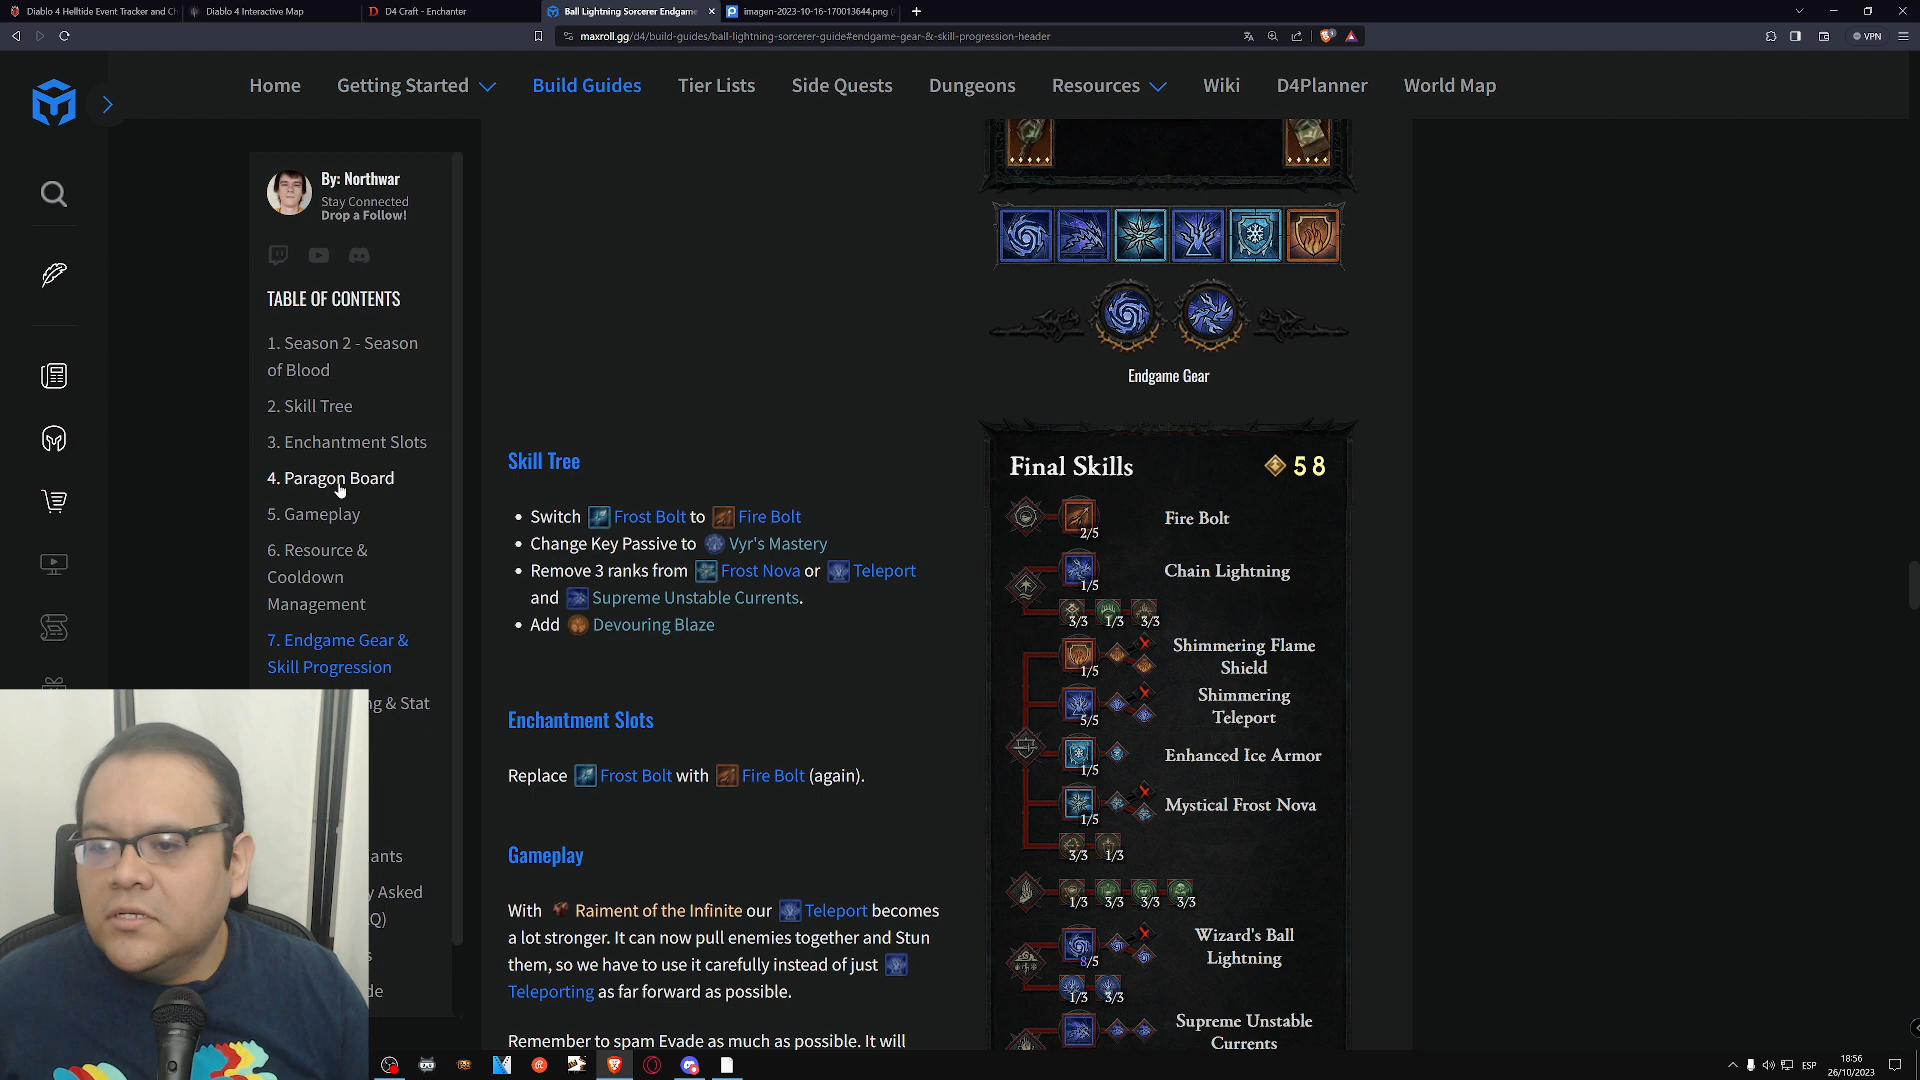 Diablo 4 Helltide Event Tracker and Ch
Diablo 4 Interactive Map
D4 Craft - Enchanter
Ball Lightning Sorcerer Endgame
imagen-2023-10-16-170013644.png (
maxroll.gg/d4/build-guides/ball-lightning-sorcerer-guide#endgame-gear-&-skill-progression-header
VPN
Home
Getting Started
Build Guides
Tier Lists
Side Quests
Dungeons
Resources
Wiki
D4Planner
World Map
By: Northwar
Stay Connected
Drop a Follow!
TABLE OF CONTENTS
1. Season 2 - Season
of Blood
2. Skill Tree
3. Enchantment Slots
4. Paragon Board
5. Gameplay
6. Resource &
Cooldown
Management
7. Endgame Gear &
Skill Progression
g & Stat
ants
y Asked
Q)
s
de
Skill Tree
• Switch Frost Bolt to Fire Bolt
• Change Key Passive to Vyr's Mastery
• Remove 3 ranks from Frost Nova or Teleport
and Supreme Unstable Currents.
• Add Devouring Blaze
Enchantment Slots
Replace Frost Bolt with Fire Bolt (again).
Gameplay
With Raiment of the Infinite our Teleport becomes
a lot stronger. It can now pull enemies together and Stun
them, so we have to use it carefully instead of just
Teleporting as far forward as possible.
Remember to spam Evade as much as possible. It will
Endgame Gear
Final Skills
58
2/5
Fire Bolt
1/5
Chain Lightning
3/3 1/3 3/3
1/5
Shimmering Flame
Shield
5/5
Shimmering
Teleport
1/5
Enhanced Ice Armor
1/5
Mystical Frost Nova
3/3 1/3
1/3 3/3 3/3 3/3
8/5
Wizard's Ball
Lightning
1/3 3/3
Supreme Unstable
Currents
ESP
18:56
26/10/2023